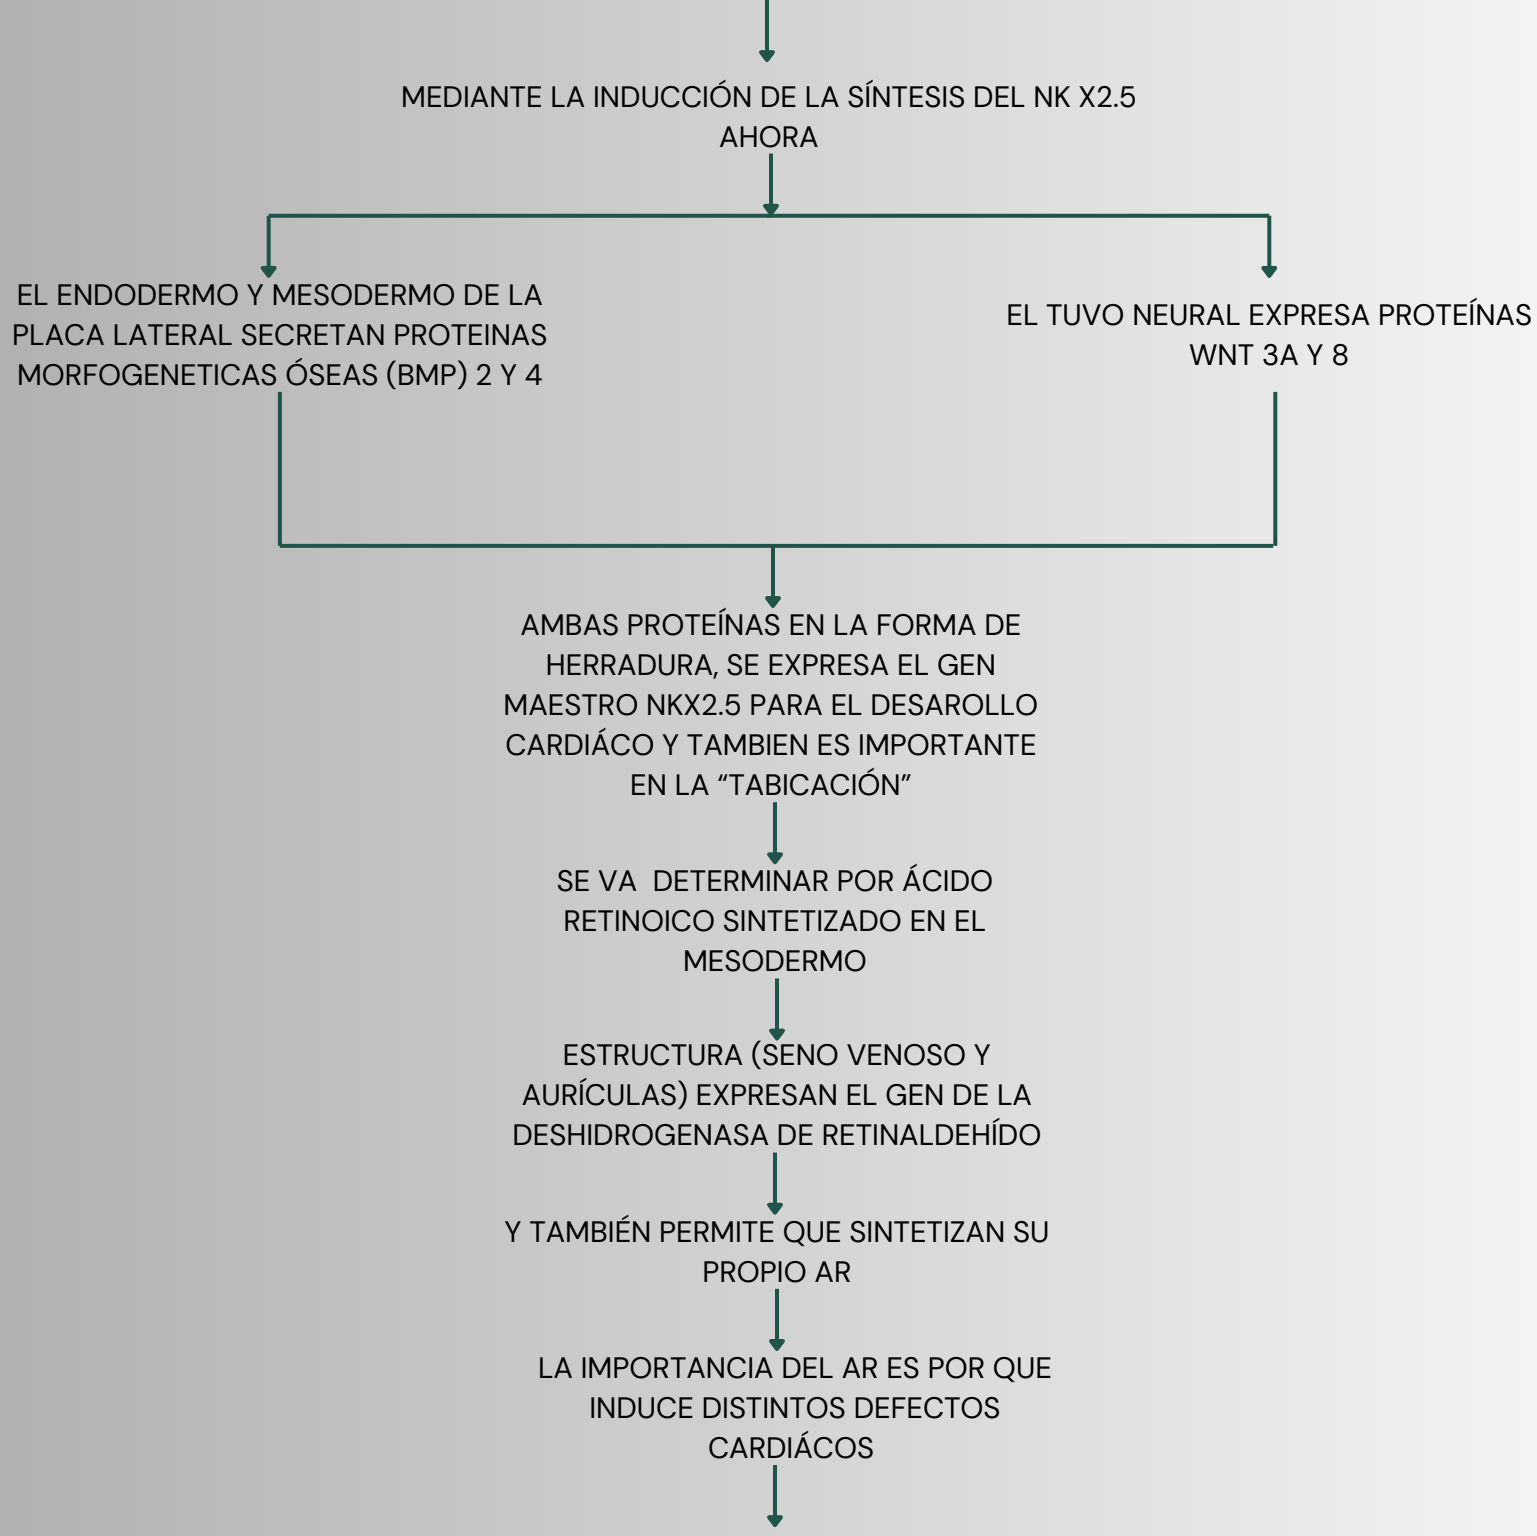 MEDIANTE LA INDUCCIÓN DE LA SÍNTESIS DEL NK X2.5
AHORA
EL ENDODERMO Y MESODERMO DE LA
PLACA LATERAL SECRETAN PROTEINAS
MORFOGENETICAS ÓSEAS (BMP) 2 Y 4
EL TUVO NEURAL EXPRESA PROTEÍNAS
WNT 3A Y 8
AMBAS PROTEÍNAS EN LA FORMA DE
HERRADURA, SE EXPRESA EL GEN
MAESTRO NKX2.5 PARA EL DESAROLLO
CARDIÁCO Y TAMBIEN ES IMPORTANTE
EN LA “TABICACIÓN”
SE VA  DETERMINAR POR ÁCIDO
RETINOICO SINTETIZADO EN EL
MESODERMO
ESTRUCTURA (SENO VENOSO Y
AURÍCULAS) EXPRESAN EL GEN DE LA
DESHIDROGENASA DE RETINALDEHÍDO
Y TAMBIÉN PERMITE QUE SINTETIZAN SU
PROPIO AR
LA IMPORTANCIA DEL AR ES POR QUE
INDUCE DISTINTOS DEFECTOS
CARDIÁCOS